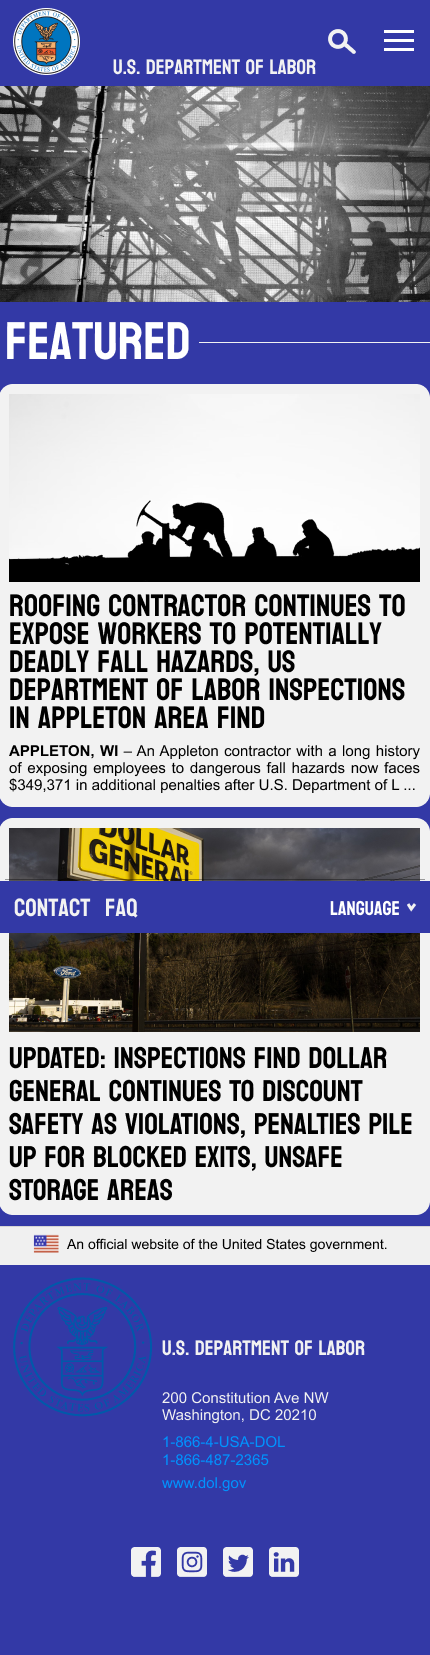 U.S. DEPARTMENT OF LABOR
FEATURED
ROOFING CONTRACTOR CONTINUES TO
EXPOSE WORKERS TO POTENTIALLY
DEADLY FALL HAZARDS, US
DEPARTMENT OF LABOR INSPECTIONS
IN APPLETON AREA FIND
APPLETON, WI – An Appleton contractor with a long history
of exposing employees to dangerous fall hazards now faces
$349,371 in additional penalties after U.S. Department of L ...
DOLLAR
GENERAL
CONTACT FAQ LANGUAGE
Ford
UPDATED: INSPECTIONS FIND DOLLAR
GENERAL CONTINUES TO DISCOUNT
SAFETY AS VIOLATIONS, PENALTIES PILE
UP FOR BLOCKED EXITS, UNSAFE
STORAGE AREAS
An official website of the United States government.
U.S. DEPARTMENT OF LABOR
200 Constitution Ave NW
Washington, DC 20210
1-866-4-USA-DOL
1-866-487-2365
www.dol.gov